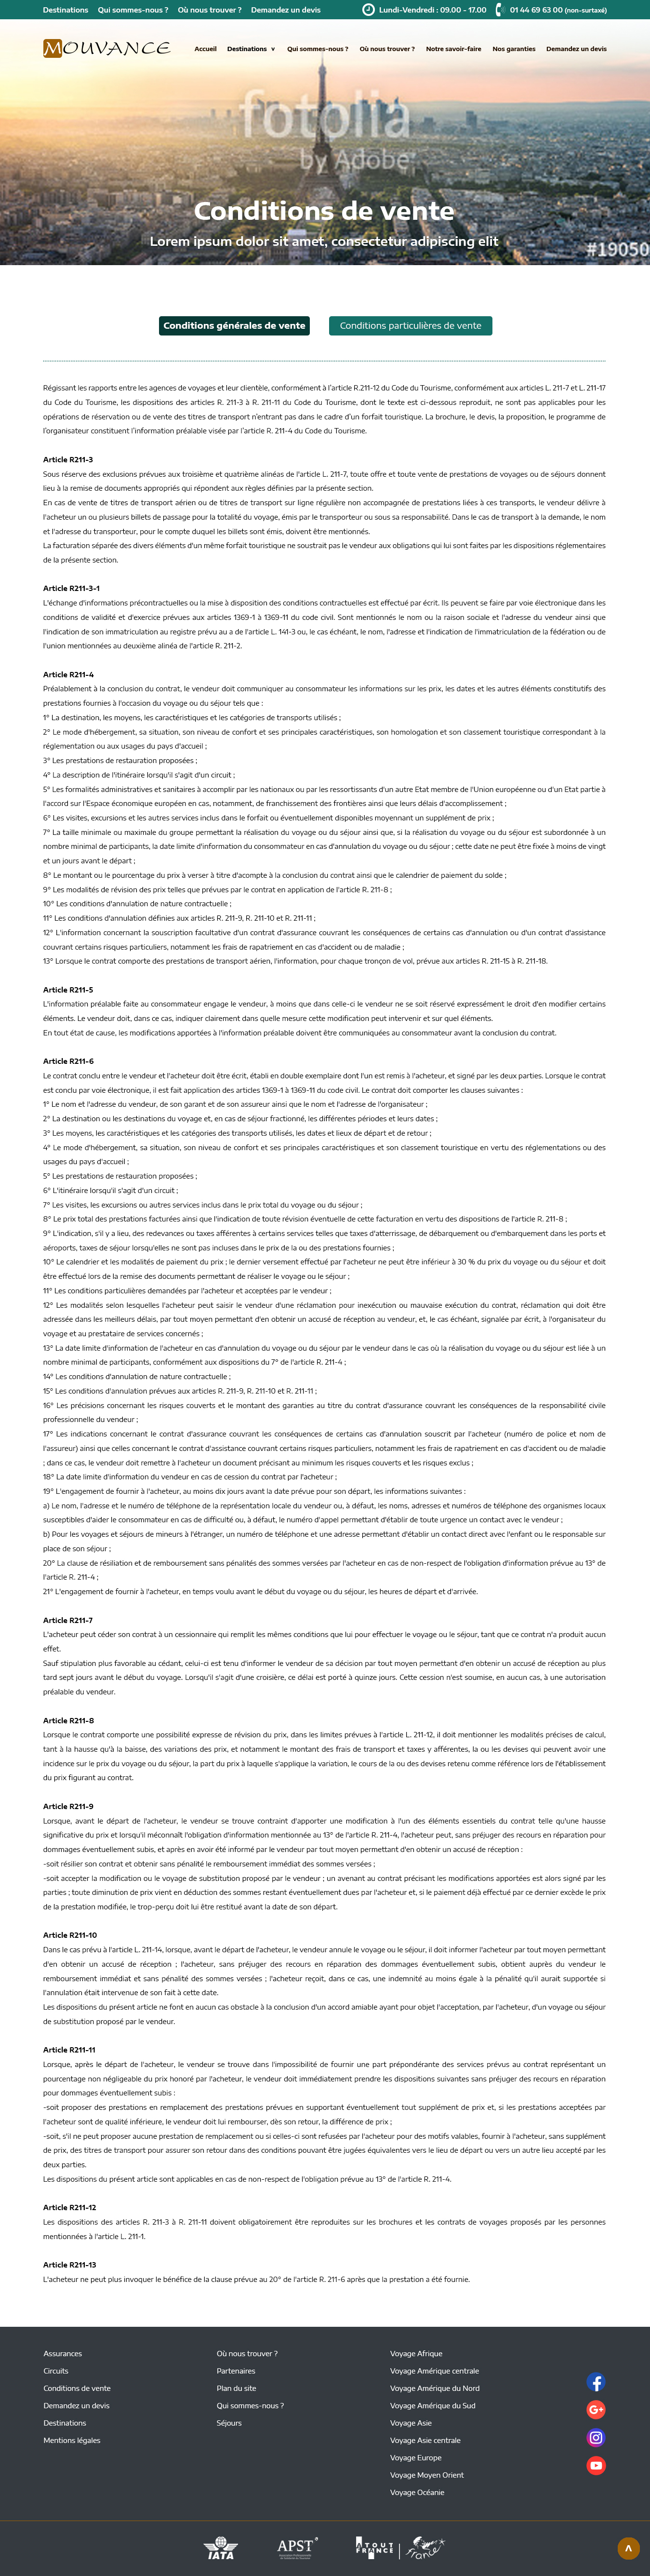 Destinations Qui sommes-nous ? Où nous trouver ? Demandez un devis Lundi-Vendredi : 09.00 - 17.00 01 44 69 63 00 (non-surtaxé)
MOUVANCE Accueil Destinations v Qui sommes-nous ? Où nous trouver ? Notre savoir-faire Nos garanties Demandez un devis
fotolia
by Adobe
Conditions de vente
Lorem ipsum dolor sit amet, consectetur adipiscing elit
#19050
Conditions générales de vente Conditions particulières de vente
Régissant les rapports entre les agences de voyages et leur clientèle, conformément à l'article R.211-12 du Code du Tourisme, conformément aux articles L. 211-7 et L. 211-17
du Code du Tourisme, les dispositions des articles R. 211-3 à R. 211-11 du Code du Tourisme, dont le texte est ci-dessous reproduit, ne sont pas applicables pour les
opérations de réservation ou de vente des titres de transport n'entrant pas dans le cadre d'un forfait touristique. La brochure, le devis, la proposition, le programme de
l'organisateur constituent l'information préalable visée par l'article R. 211-4 du Code du Tourisme.
Article R211-3
Sous réserve des exclusions prévues aux troisième et quatrième alinéas de l'article L. 211-7, toute offre et toute vente de prestations de voyages ou de séjours donnent
lieu à la remise de documents appropriés qui répondent aux règles définies par la présente section.
En cas de vente de titres de transport aérien ou de titres de transport sur ligne régulière non accompagnée de prestations liées à ces transports, le vendeur délivre à
l'acheteur un ou plusieurs billets de passage pour la totalité du voyage, émis par le transporteur ou sous sa responsabilité. Dans le cas de transport à la demande, le nom
et l'adresse du transporteur, pour le compte duquel les billets sont émis, doivent être mentionnés.
La facturation séparée des divers éléments d'un même forfait touristique ne soustrait pas le vendeur aux obligations qui lui sont faites par les dispositions réglementaires
de la présente section.
Article R211-3-1
L'échange d'informations précontractuelles ou la mise à disposition des conditions contractuelles est effectué par écrit. Ils peuvent se faire par voie électronique dans les
conditions de validité et d'exercice prévues aux articles 1369-1 à 1369-11 du code civil. Sont mentionnés le nom ou la raison sociale et l'adresse du vendeur ainsi que
l'indication de son immatriculation au registre prévu au a de l'article L. 141-3 ou, le cas échéant, le nom, l'adresse et l'indication de l'immatriculation de la fédération ou de
l'union mentionnées au deuxième alinéa de l'article R. 211-2.
Article R211-4
Préalablement à la conclusion du contrat, le vendeur doit communiquer au consommateur les informations sur les prix, les dates et les autres éléments constitutifs des
prestations fournies à l'occasion du voyage ou du séjour tels que :
1° La destination, les moyens, les caractéristiques et les catégories de transports utilisés ;
2° Le mode d'hébergement, sa situation, son niveau de confort et ses principales caractéristiques, son homologation et son classement touristique correspondant à la
réglementation ou aux usages du pays d'accueil ;
3° Les prestations de restauration proposées ;
4° La description de l'itinéraire lorsqu'il s'agit d'un circuit ;
5° Les formalités administratives et sanitaires à accomplir par les nationaux ou par les ressortissants d'un autre Etat membre de l'Union européenne ou d'un Etat partie à
l'accord sur l'Espace économique européen en cas, notamment, de franchissement des frontières ainsi que leurs délais d'accomplissement ;
6° Les visites, excursions et les autres services inclus dans le forfait ou éventuellement disponibles moyennant un supplément de prix ;
7° La taille minimale ou maximale du groupe permettant la réalisation du voyage ou du séjour ainsi que, si la réalisation du voyage ou du séjour est subordonnée à un
nombre minimal de participants, la date limite d'information du consommateur en cas d'annulation du voyage ou du séjour ; cette date ne peut être fixée à moins de vingt
et un jours avant le départ ;
8° Le montant ou le pourcentage du prix à verser à titre d'acompte à la conclusion du contrat ainsi que le calendrier de paiement du solde ;
9° Les modalités de révision des prix telles que prévues par le contrat en application de l'article R. 211-8 ;
10° Les conditions d'annulation de nature contractuelle ;
11° Les conditions d'annulation définies aux articles R. 211-9, R. 211-10 et R. 211-11 ;
12° L'information concernant la souscription facultative d'un contrat d'assurance couvrant les conséquences de certains cas d'annulation ou d'un contrat d'assistance
couvrant certains risques particuliers, notamment les frais de rapatriement en cas d'accident ou de maladie ;
13° Lorsque le contrat comporte des prestations de transport aérien, l'information, pour chaque tronçon de vol, prévue aux articles R. 211-15 à R. 211-18.
Article R211-5
L'information préalable faite au consommateur engage le vendeur, à moins que dans celle-ci le vendeur ne se soit réservé expressément le droit d'en modifier certains
éléments. Le vendeur doit, dans ce cas, indiquer clairement dans quelle mesure cette modification peut intervenir et sur quel éléments.
En tout état de cause, les modifications apportées à l'information préalable doivent être communiquées au consommateur avant la conclusion du contrat.
Article R211-6
Le contrat conclu entre le vendeur et l'acheteur doit être écrit, établi en double exemplaire dont l'un est remis à l'acheteur, et signé par les deux parties. Lorsque le contrat
est conclu par voie électronique, il est fait application des articles 1369-1 à 1369-11 du code civil. Le contrat doit comporter les clauses suivantes :
1° Le nom et l'adresse du vendeur, de son garant et de son assureur ainsi que le nom et l'adresse de l'organisateur ;
2° La destination ou les destinations du voyage et, en cas de séjour fractionné, les différentes périodes et leurs dates ;
3° Les moyens, les caractéristiques et les catégories des transports utilisés, les dates et lieux de départ et de retour ;
4° Le mode d'hébergement, sa situation, son niveau de confort et ses principales caractéristiques et son classement touristique en vertu des réglementations ou des
usages du pays d'accueil ;
5° Les prestations de restauration proposées ;
6° L'itinéraire lorsqu'il s'agit d'un circuit ;
7° Les visites, les excursions ou autres services inclus dans le prix total du voyage ou du séjour ;
8° Le prix total des prestations facturées ainsi que l'indication de toute révision éventuelle de cette facturation en vertu des dispositions de l'article R. 211-8 ;
9° L'indication, s'il y a lieu, des redevances ou taxes afférentes à certains services telles que taxes d'atterrissage, de débarquement ou d'embarquement dans les ports et
aéroports, taxes de séjour lorsqu'elles ne sont pas incluses dans le prix de la ou des prestations fournies ;
10° Le calendrier et les modalités de paiement du prix ; le dernier versement effectué par l'acheteur ne peut être inférieur à 30 % du prix du voyage ou du séjour et doit
être effectué lors de la remise des documents permettant de réaliser le voyage ou le séjour ;
11° Les conditions particulières demandées par l'acheteur et acceptées par le vendeur ;
12° Les modalités selon lesquelles l'acheteur peut saisir le vendeur d'une réclamation pour inexécution ou mauvaise exécution du contrat, réclamation qui doit être
adressée dans les meilleurs délais, par tout moyen permettant d'en obtenir un accusé de réception au vendeur, et, le cas échéant, signalée par écrit, à l'organisateur du
voyage et au prestataire de services concernés ;
13° La date limite d'information de l'acheteur en cas d'annulation du voyage ou du séjour par le vendeur dans le cas où la réalisation du voyage ou du séjour est liée à un
nombre minimal de participants, conformément aux dispositions du 7° de l'article R. 211-4 ;
14° Les conditions d'annulation de nature contractuelle ;
15° Les conditions d'annulation prévues aux articles R. 211-9, R. 211-10 et R. 211-11 ;
16° Les précisions concernant les risques couverts et le montant des garanties au titre du contrat d'assurance couvrant les conséquences de la responsabilité civile
professionnelle du vendeur ;
17° Les indications concernant le contrat d'assurance couvrant les conséquences de certains cas d'annulation souscrit par l'acheteur (numéro de police et nom de
l'assureur) ainsi que celles concernant le contrat d'assistance couvrant certains risques particuliers, notamment les frais de rapatriement en cas d'accident ou de maladie
; dans ce cas, le vendeur doit remettre à l'acheteur un document précisant au minimum les risques couverts et les risques exclus ;
18° La date limite d'information du vendeur en cas de cession du contrat par l'acheteur ;
19° L'engagement de fournir à l'acheteur, au moins dix jours avant la date prévue pour son départ, les informations suivantes :
a) Le nom, l'adresse et le numéro de téléphone de la représentation locale du vendeur ou, à défaut, les noms, adresses et numéros de téléphone des organismes locaux
susceptibles d'aider le consommateur en cas de difficulté ou, à défaut, le numéro d'appel permettant d'établir de toute urgence un contact avec le vendeur ;
b) Pour les voyages et séjours de mineurs à l'étranger, un numéro de téléphone et une adresse permettant d'établir un contact direct avec l'enfant ou le responsable sur
place de son séjour ;
20° La clause de résiliation et de remboursement sans pénalités des sommes versées par l'acheteur en cas de non-respect de l'obligation d'information prévue au 13° de
l'article R. 211-4 ;
21° L'engagement de fournir à l'acheteur, en temps voulu avant le début du voyage ou du séjour, les heures de départ et d'arrivée.
Article R211-7
L'acheteur peut céder son contrat à un cessionnaire qui remplit les mêmes conditions que lui pour effectuer le voyage ou le séjour, tant que ce contrat n'a produit aucun
effet.
Sauf stipulation plus favorable au cédant, celui-ci est tenu d'informer le vendeur de sa décision par tout moyen permettant d'en obtenir un accusé de réception au plus
tard sept jours avant le début du voyage. Lorsqu'il s'agit d'une croisière, ce délai est porté à quinze jours. Cette cession n'est soumise, en aucun cas, à une autorisation
préalable du vendeur.
Article R211-8
Lorsque le contrat comporte une possibilité expresse de révision du prix, dans les limites prévues à l'article L. 211-12, il doit mentionner les modalités précises de calcul,
tant à la hausse qu'à la baisse, des variations des prix, et notamment le montant des frais de transport et taxes y afférentes, la ou les devises qui peuvent avoir une
incidence sur le prix du voyage ou du séjour, la part du prix à laquelle s'applique la variation, le cours de la ou des devises retenu comme référence lors de l'établissement
du prix figurant au contrat.
Article R211-9
Lorsque, avant le départ de l'acheteur, le vendeur se trouve contraint d'apporter une modification à l'un des éléments essentiels du contrat telle qu'une hausse
significative du prix et lorsqu'il méconnaît l'obligation d'information mentionnée au 13° de l'article R. 211-4, l'acheteur peut, sans préjuger des recours en réparation pour
dommages éventuellement subis, et après en avoir été informé par le vendeur par tout moyen permettant d'en obtenir un accusé de réception :
-soit résilier son contrat et obtenir sans pénalité le remboursement immédiat des sommes versées ;
-soit accepter la modification ou le voyage de substitution proposé par le vendeur ; un avenant au contrat précisant les modifications apportées est alors signé par les
parties ; toute diminution de prix vient en déduction des sommes restant éventuellement dues par l'acheteur et, si le paiement déjà effectué par ce dernier excède le prix
de la prestation modifiée, le trop-perçu doit lui être restitué avant la date de son départ.
Article R211-10
Dans le cas prévu à l'article L. 211-14, lorsque, avant le départ de l'acheteur, le vendeur annule le voyage ou le séjour, il doit informer l'acheteur par tout moyen permettant
d'en obtenir un accusé de réception ; l'acheteur, sans préjuger des recours en réparation des dommages éventuellement subis, obtient auprès du vendeur le
remboursement immédiat et sans pénalité des sommes versées ; l'acheteur reçoit, dans ce cas, une indemnité au moins égale à la pénalité qu'il aurait supportée si
l'annulation était intervenue de son fait à cette date.
Les dispositions du présent article ne font en aucun cas obstacle à la conclusion d'un accord amiable ayant pour objet l'acceptation, par l'acheteur, d'un voyage ou séjour
de substitution proposé par le vendeur.
Article R211-11
Lorsque, après le départ de l'acheteur, le vendeur se trouve dans l'impossibilité de fournir une part prépondérante des services prévus au contrat représentant un
pourcentage non négligeable du prix honoré par l'acheteur, le vendeur doit immédiatement prendre les dispositions suivantes sans préjuger des recours en réparation
pour dommages éventuellement subis :
-soit proposer des prestations en remplacement des prestations prévues en supportant éventuellement tout supplément de prix et, si les prestations acceptées par
l'acheteur sont de qualité inférieure, le vendeur doit lui rembourser, dès son retour, la différence de prix ;
-soit, s'il ne peut proposer aucune prestation de remplacement ou si celles-ci sont refusées par l'acheteur pour des motifs valables, fournir à l'acheteur, sans supplément
de prix, des titres de transport pour assurer son retour dans des conditions pouvant être jugées équivalentes vers le lieu de départ ou vers un autre lieu accepté par les
deux parties.
Les dispositions du présent article sont applicables en cas de non-respect de l'obligation prévue au 13° de l'article R. 211-4.
Article R211-12
Les dispositions des articles R. 211-3 à R. 211-11 doivent obligatoirement être reproduites sur les brochures et les contrats de voyages proposés par les personnes
mentionnées à l'article L. 211-1.
Article R211-13
L'acheteur ne peut plus invoquer le bénéfice de la clause prévue au 20° de l'article R. 211-6 après que la prestation a été fournie.
Assurances
Circuits
Conditions de vente
Demandez un devis
Destinations
Mentions légales
Où nous trouver ?
Partenaires
Plan du site
Qui sommes-nous ?
Séjours
Voyage Afrique
Voyage Amérique centrale
Voyage Amérique du Nord
Voyage Amérique du Sud
Voyage Asie
Voyage Asie centrale
Voyage Europe
Voyage Moyen Orient
Voyage Océanie
IATA
APST
ATOUT
FRANCE
France